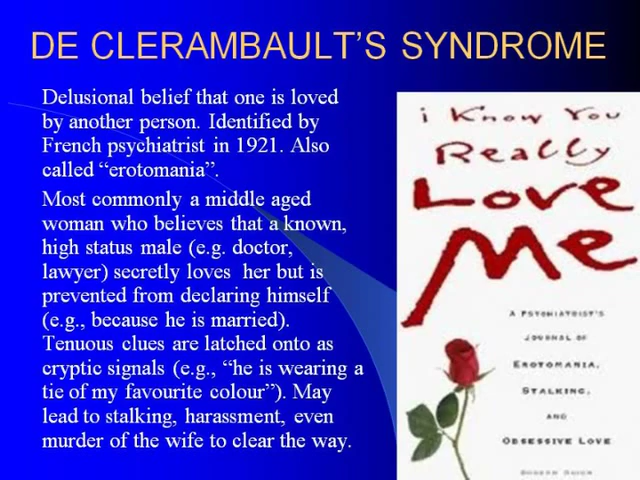 DE CLERAMBAULT'S SYNDROME
Delusional belief that one is loved
by another person. Identified by
French psychiatrist in 1921. Also
called “erotomania”.
Most commonly a middle aged
woman who believes that a known,
high status male (e.g. doctor,
lawyer) secretly loves her but is
prevented from declaring himself
(e.g., because he is married).
Tenuous clues are latched onto as
cryptic signals (e.g., “he is wearing a
tie of my favourite colour”). May
lead to stalking, harassment, even
murder of the wife to clear the way.
i Know You
Really
Love
Me
A PSYCHIATRIST'S
JOURNAL OF
EROTOMANIA,
STALKING,
AND
OBSESSIVE LOVE